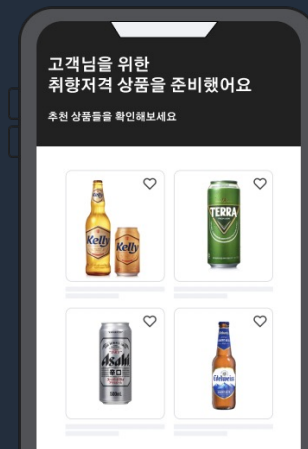 고객님을 위한
취향저격 상품을 준비했어요
추천 상품들을 확인해보세요
Kelly
Kelly
TERRA
Asahi
Edelweiss